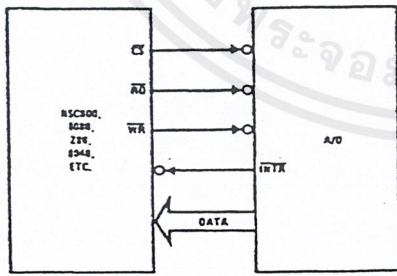 CS
RD
WR
NSC800,
8080,
Z80,
8048,
ETC.
A/D
INTR
DATA